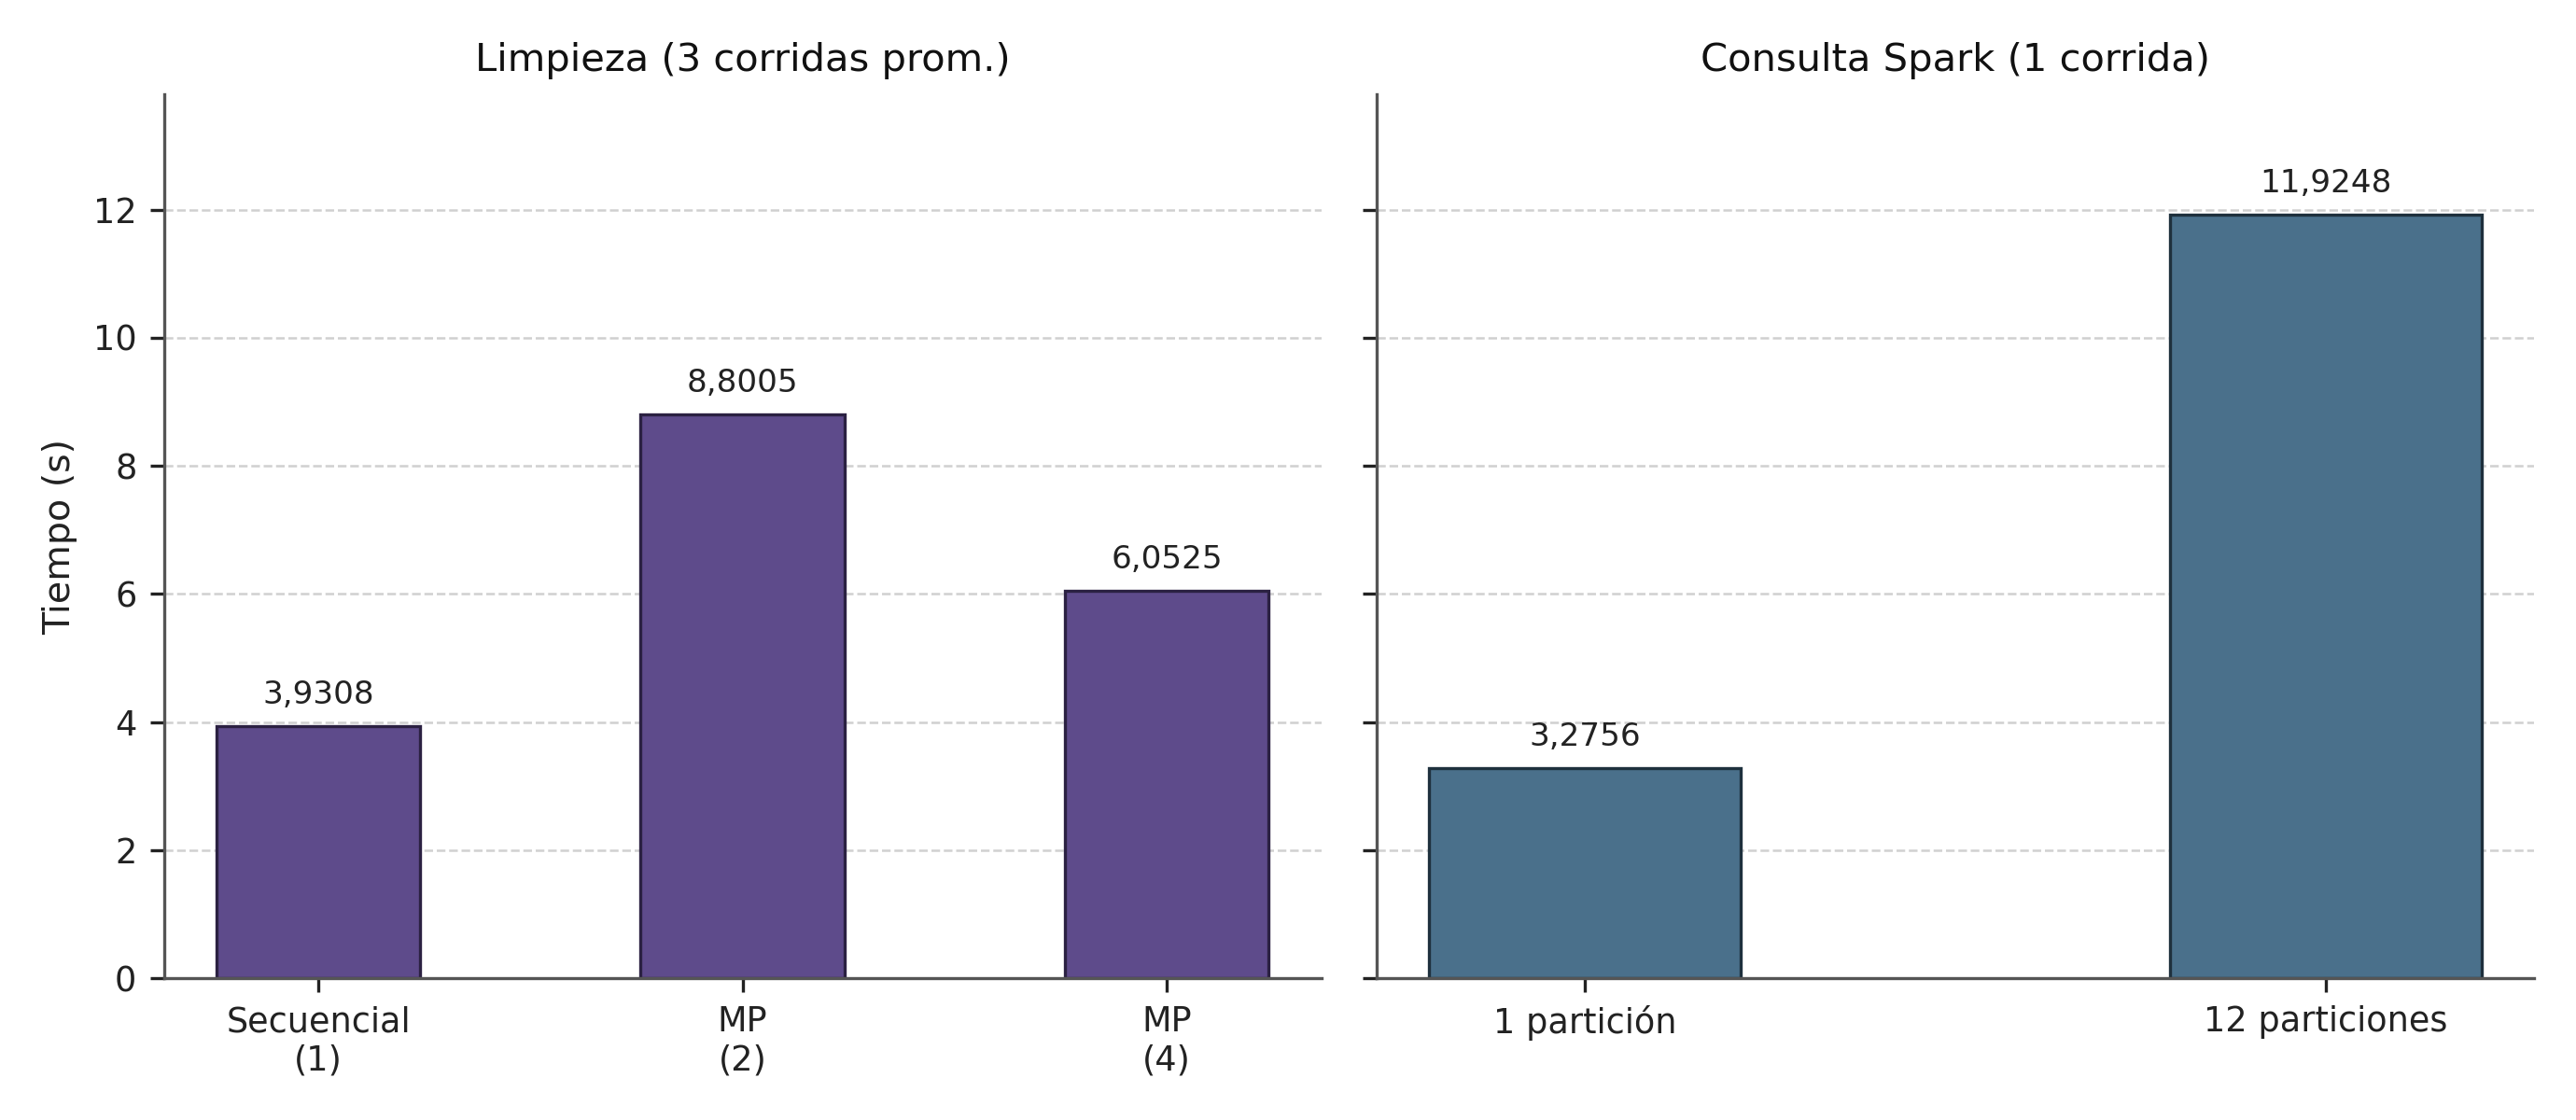 Limpieza (3 corridas prom.)
Tiempo (s)
12
10
8
6
4
2
0
3,9308
8,8005
6,0525
Secuencial
(1)
MP
(2)
MP
(4)
Consulta Spark (1 corrida)
3,2756
11,9248
1 partición
12 particiones